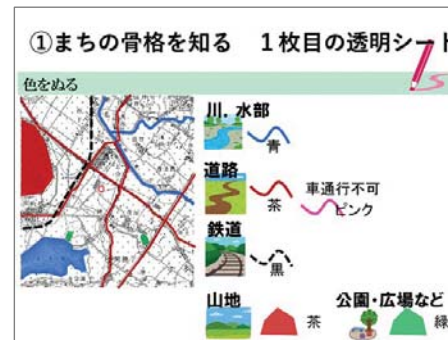 ①まちの骨格を知る　１枚目の透明シート
色をぬる
川、水部
青
道路
茶
車通行不可
ピンク
鉄道
黒
山地
茶
公園・広場など
緑